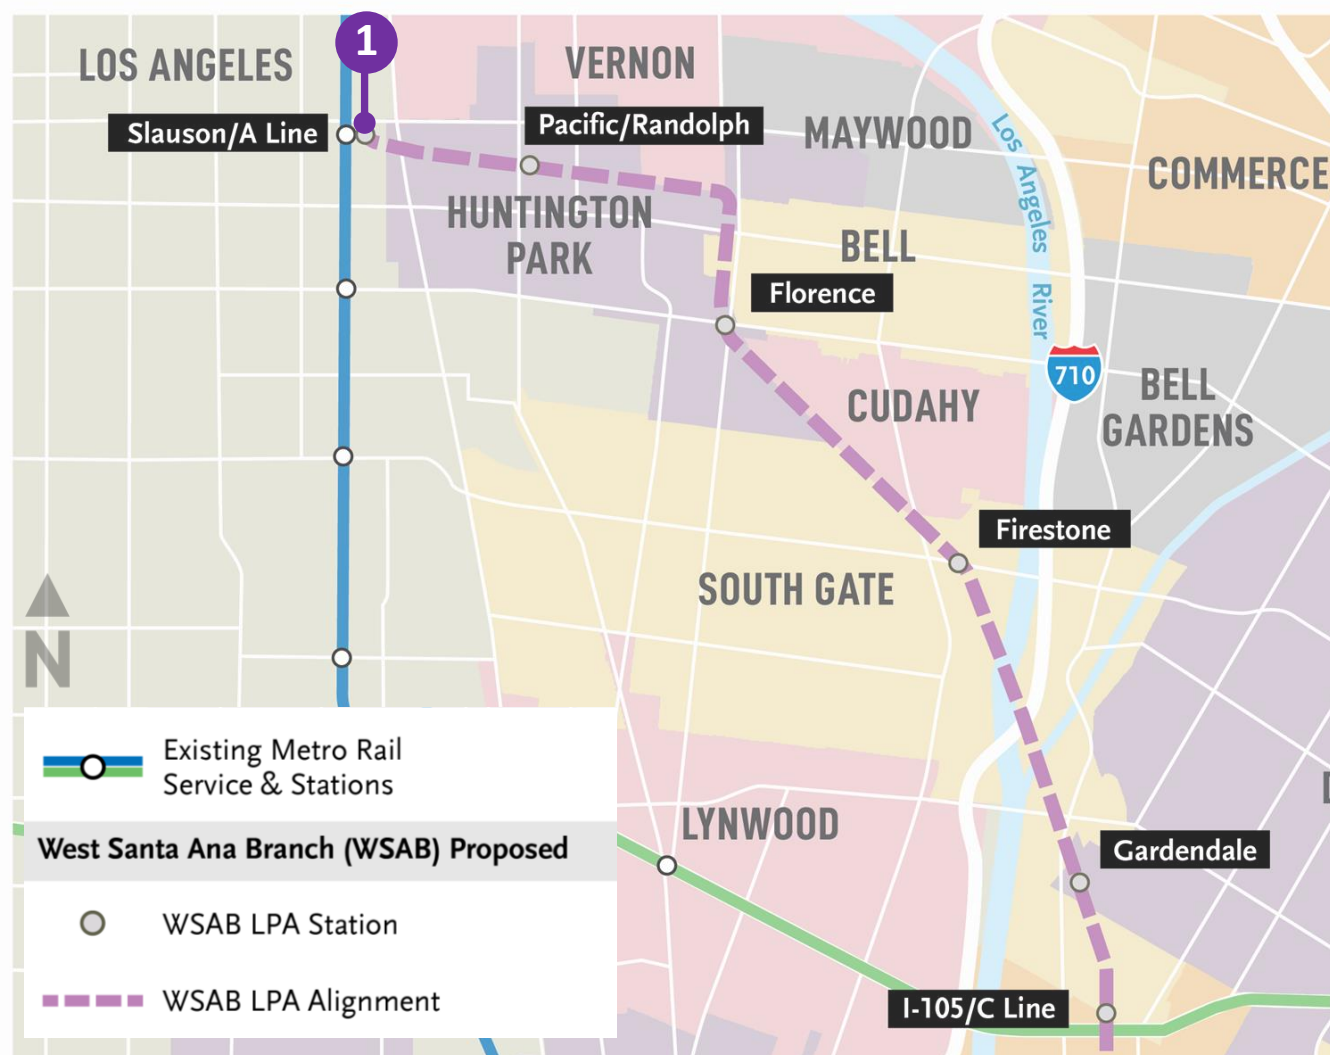 1
LOS ANGELES
VERNON
Slauson/A Line
Pacific/Randolph
MAYWOOD
COMMERCE
Los Angeles River
HUNTINGTON
PARK
BELL
Florence
710
BELL
GARDENS
CUDAHY
Firestone
SOUTH GATE
N
Existing Metro Rail
Service & Stations
West Santa Ana Branch (WSAB) Proposed
WSAB LPA Station
WSAB LPA Alignment
LYNWOOD
Gardendale
I-105/C Line